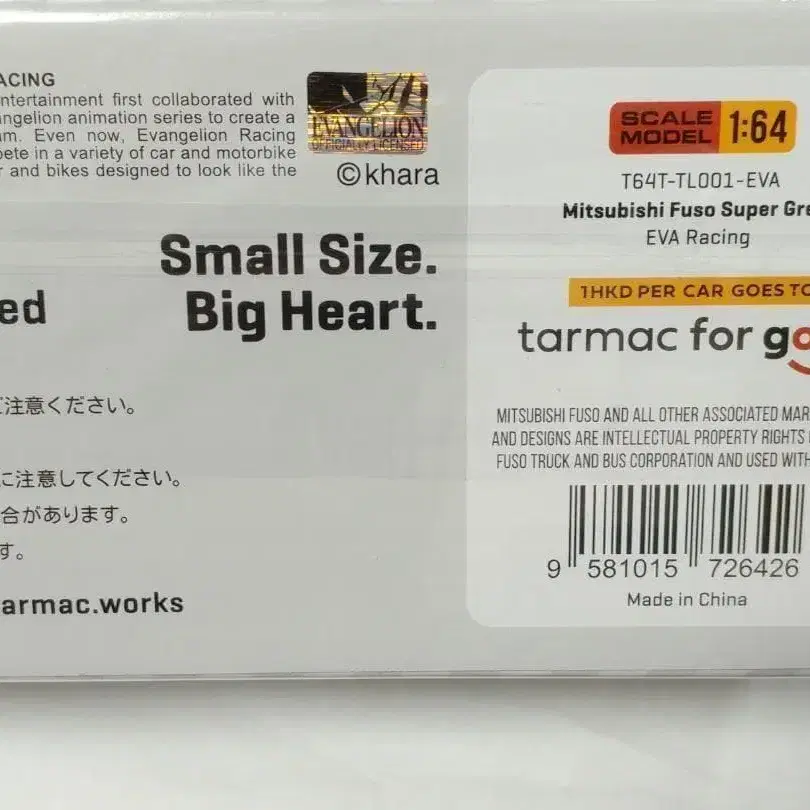 ACING
ntertainment first collaborated with
angelion animation series to create a
am. Even now, Evangelion Racing
pete in a variety of car and motorbike
r and bikes designed to look like the
EVANGELION
OFFICIALLY LICENSED
©khara
Small Size.
Big Heart.
ed
ご注意ください。
に注意してください。
合があります。
す。
armac.works
SCALE
MODEL 1:64
T64T-TL001-EVA
Mitsubishi Fuso Super Gre
EVA Racing
1HKD PER CAR GOES TO
tarmac for go
MITSUBISHI FUSO AND ALL OTHER ASSOCIATED MAR
AND DESIGNS ARE INTELLECTUAL PROPERTY RIGHTS
FUSO TRUCK AND BUS CORPORATION AND USED WITH
9 581015 726426
Made in China